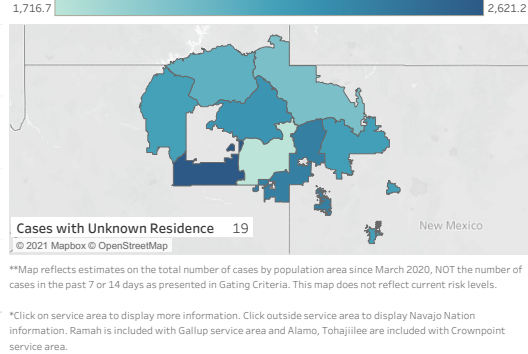 1,716.7 2,621.2
New Mexico
Cases with Unknown Residence 19
© 2021 Mapbox © OpenStreetMap
**Map reflects estimates on the total number of cases by population area since March 2020, NOT the number of
cases in the past 7 or 14 days as presented in Gating Criteria. This map does not reflect current risk levels.
*Click on service area to display more information. Click outside service area to display Navajo Nation
information. Ramah is included with Gallup service area and Alamo, Tohajiilee are included with Crownpoint
service area.